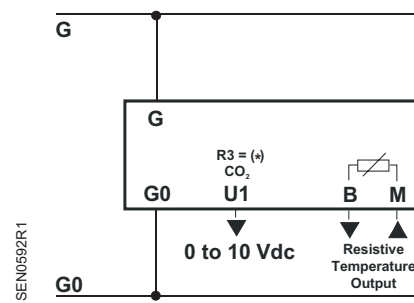 G
G
R3 = (*)
CO₂
G0 U1 B M
0 to 10 Vdc
Resistive
Temperature
Output
G0
SEN0592R1